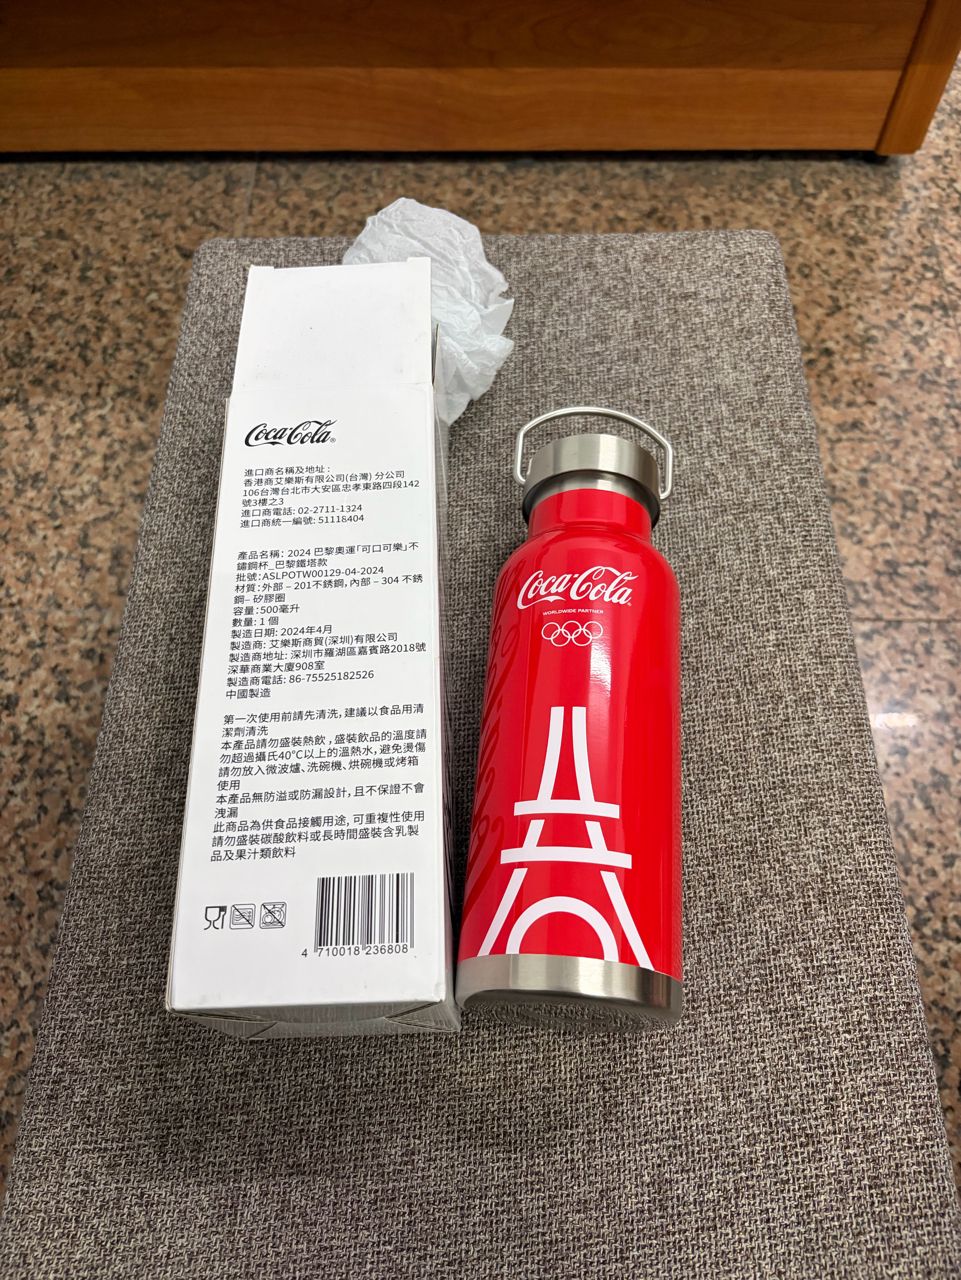 Coca-Cola®
進口商名稱及地址:
香港商艾樂斯有限公司(台灣) 分公司
106台灣台北市大安區忠孝東路四段142
號3樓之3
進口商電話: 02-2711-1324
進口商統一編號: 51118404
產品名稱: 2024 巴黎奧運「可口可樂」不
鏽鋼杯_巴黎鐵塔款
批號:ASLPOTW00129-04-2024
材質:外部 – 201不銹鋼,內部 – 304 不銹
鋼– 矽膠圈
容量:500毫升
數量: 1 個
製造日期: 2024年4月
製造商: 艾樂斯商貿(深圳)有限公司
製造商地址: 深圳市羅湖區嘉賓路2018號
深華商業大廈908室
製造商電話: 86-75525182526
中國製造
第一次使用前請先清洗,建議以食品用清
潔劑清洗
本產品請勿盛裝熱飲,盛裝飲品的溫度請
勿超過攝氏40°C以上的溫熱水,避免燙傷
請勿放入微波爐、洗碗機、烘碗機或烤箱
使用
本產品無防溢或防漏設計,且不保證不會
洩漏
此商品為供食品接觸用途, 可重複性使用
請勿盛裝碳酸飲料或長時間盛裝含乳製
品及果汁類飲料
4 710018 236808
Coca-Cola®
WORLDWIDE PARTNER